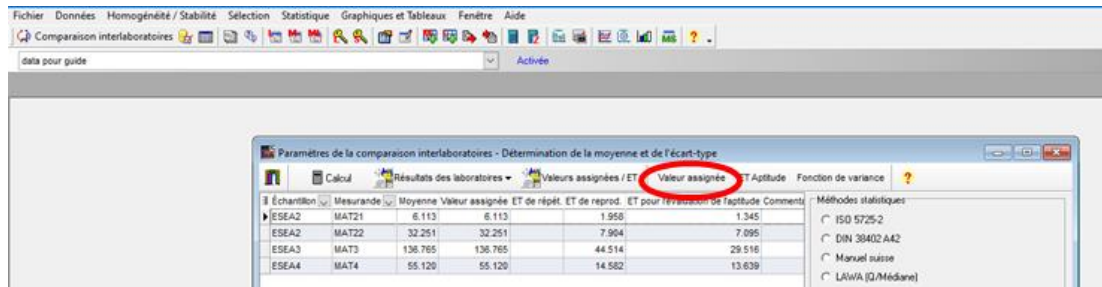 Fichier Données Homogénéité / Stabilité Sélection Statistique Graphiques et Tableaux Fenêtre Aide
Comparaison interlaboratoires
data pour guide Activée
Paramètres de la comparaison interlaboratoires - Détermination de la moyenne et de l'écart-type
Calcul Résultats des laboratoires Valeurs assignées / ET Valeur assignée ET Aptitude Fonction de variance ?
Échantillon Mesurande Moyenne Valeur assignée ET de répét. ET de reprod. ET pour l'évaluation de l'aptitude Comment Méthodes statistiques
ESEA2 MAT21 6.113 6.113 1.958 1.345 ISO 5725-2
ESEA2 MAT22 32.251 32.251 7.904 7.095 DIN 38402 A42
ESEA3 MAT3 136.765 136.765 44.514 29.516 Manuel suisse
ESEA4 MAT4 55.120 55.120 14.582 13.639 LAWA (Q/Médiane)